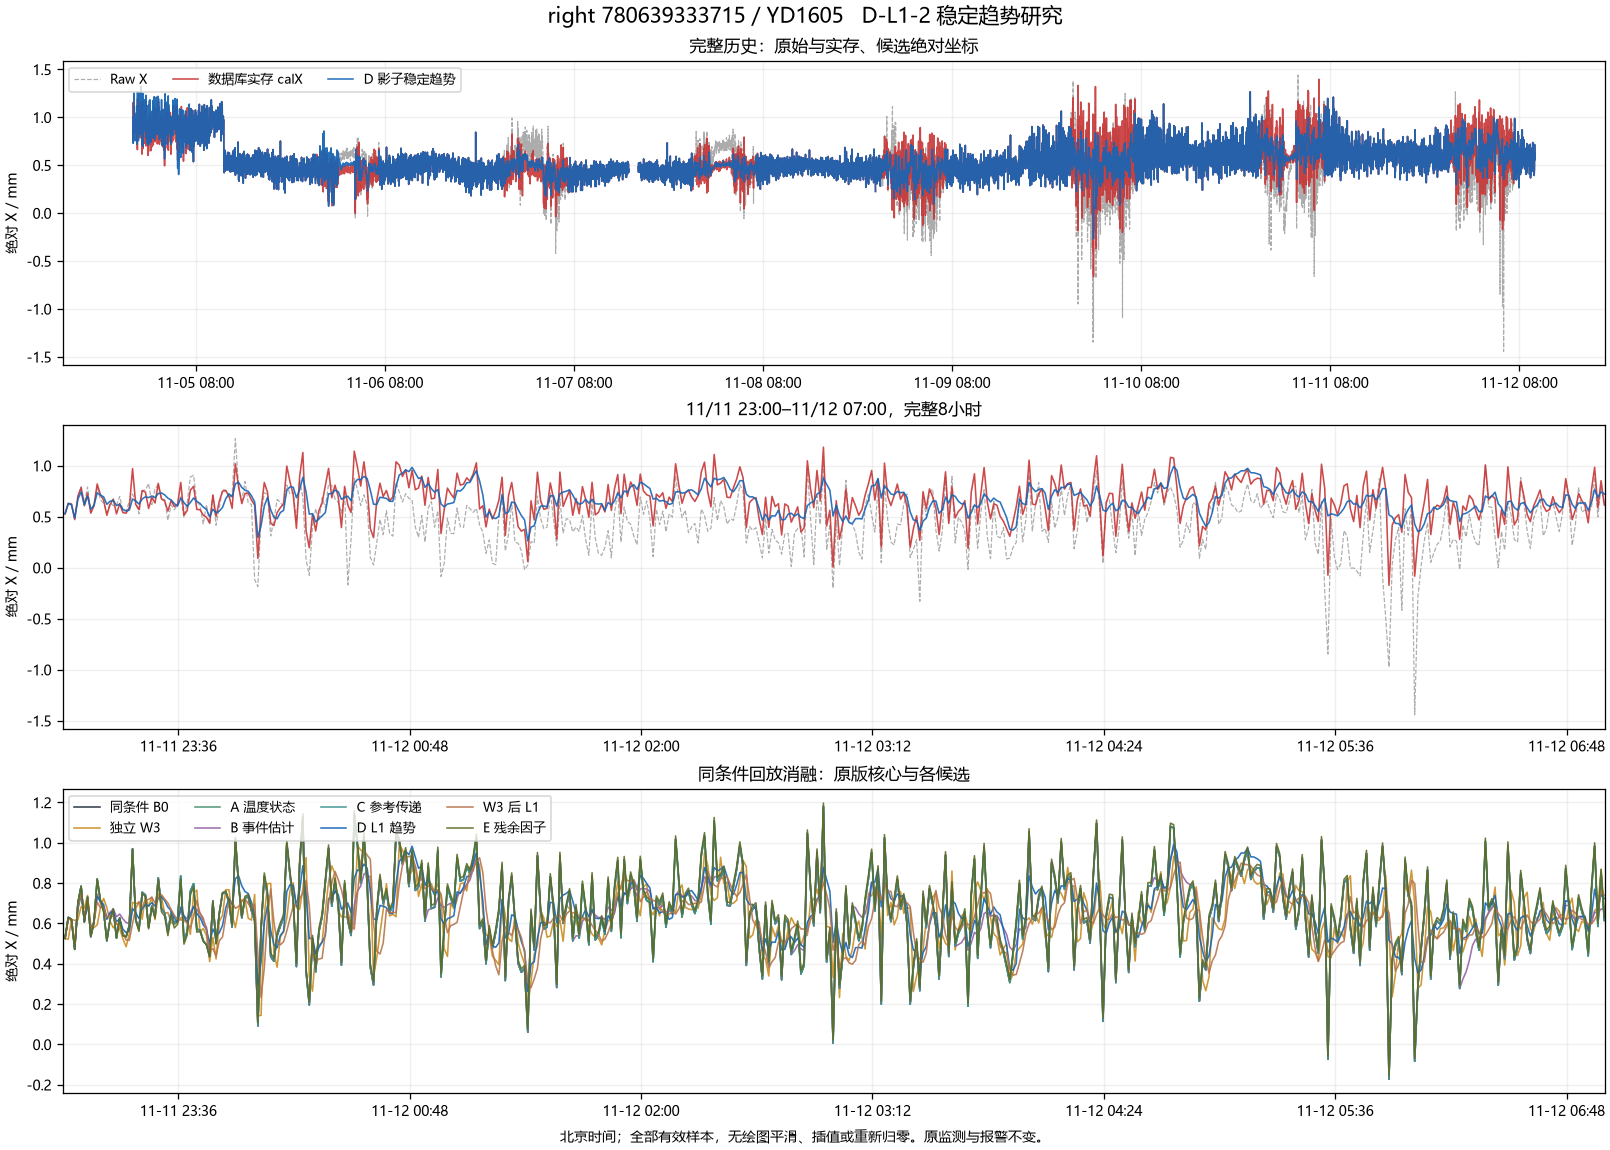 right 780639333715 / YD1605   D-L1-2 稳定趋势研究
完整历史：原始与实存、候选绝对坐标
Raw X
数据库实存 calX
D 影子稳定趋势
绝对 X / mm
1.5
1.0
0.5
0.0
-0.5
-1.0
-1.5
11-05 08:00
11-06 08:00
11-07 08:00
11-08 08:00
11-09 08:00
11-10 08:00
11-11 08:00
11-12 08:00
11/11 23:00–11/12 07:00，完整8小时
绝对 X / mm
1.0
0.5
0.0
-0.5
-1.0
-1.5
11-11 23:36
11-12 00:48
11-12 02:00
11-12 03:12
11-12 04:24
11-12 05:36
11-12 06:48
同条件回放消融：原版核心与各候选
同条件 B0
A 温度状态
C 参考传递
W3 后 L1
独立 W3
B 事件估计
D L1 趋势
E 残余因子
绝对 X / mm
1.2
1.0
0.8
0.6
0.4
0.2
0.0
-0.2
11-11 23:36
11-12 00:48
11-12 02:00
11-12 03:12
11-12 04:24
11-12 05:36
11-12 06:48
北京时间；全部有效样本，无绘图平滑、插值或重新归零。原监测与报警不变。